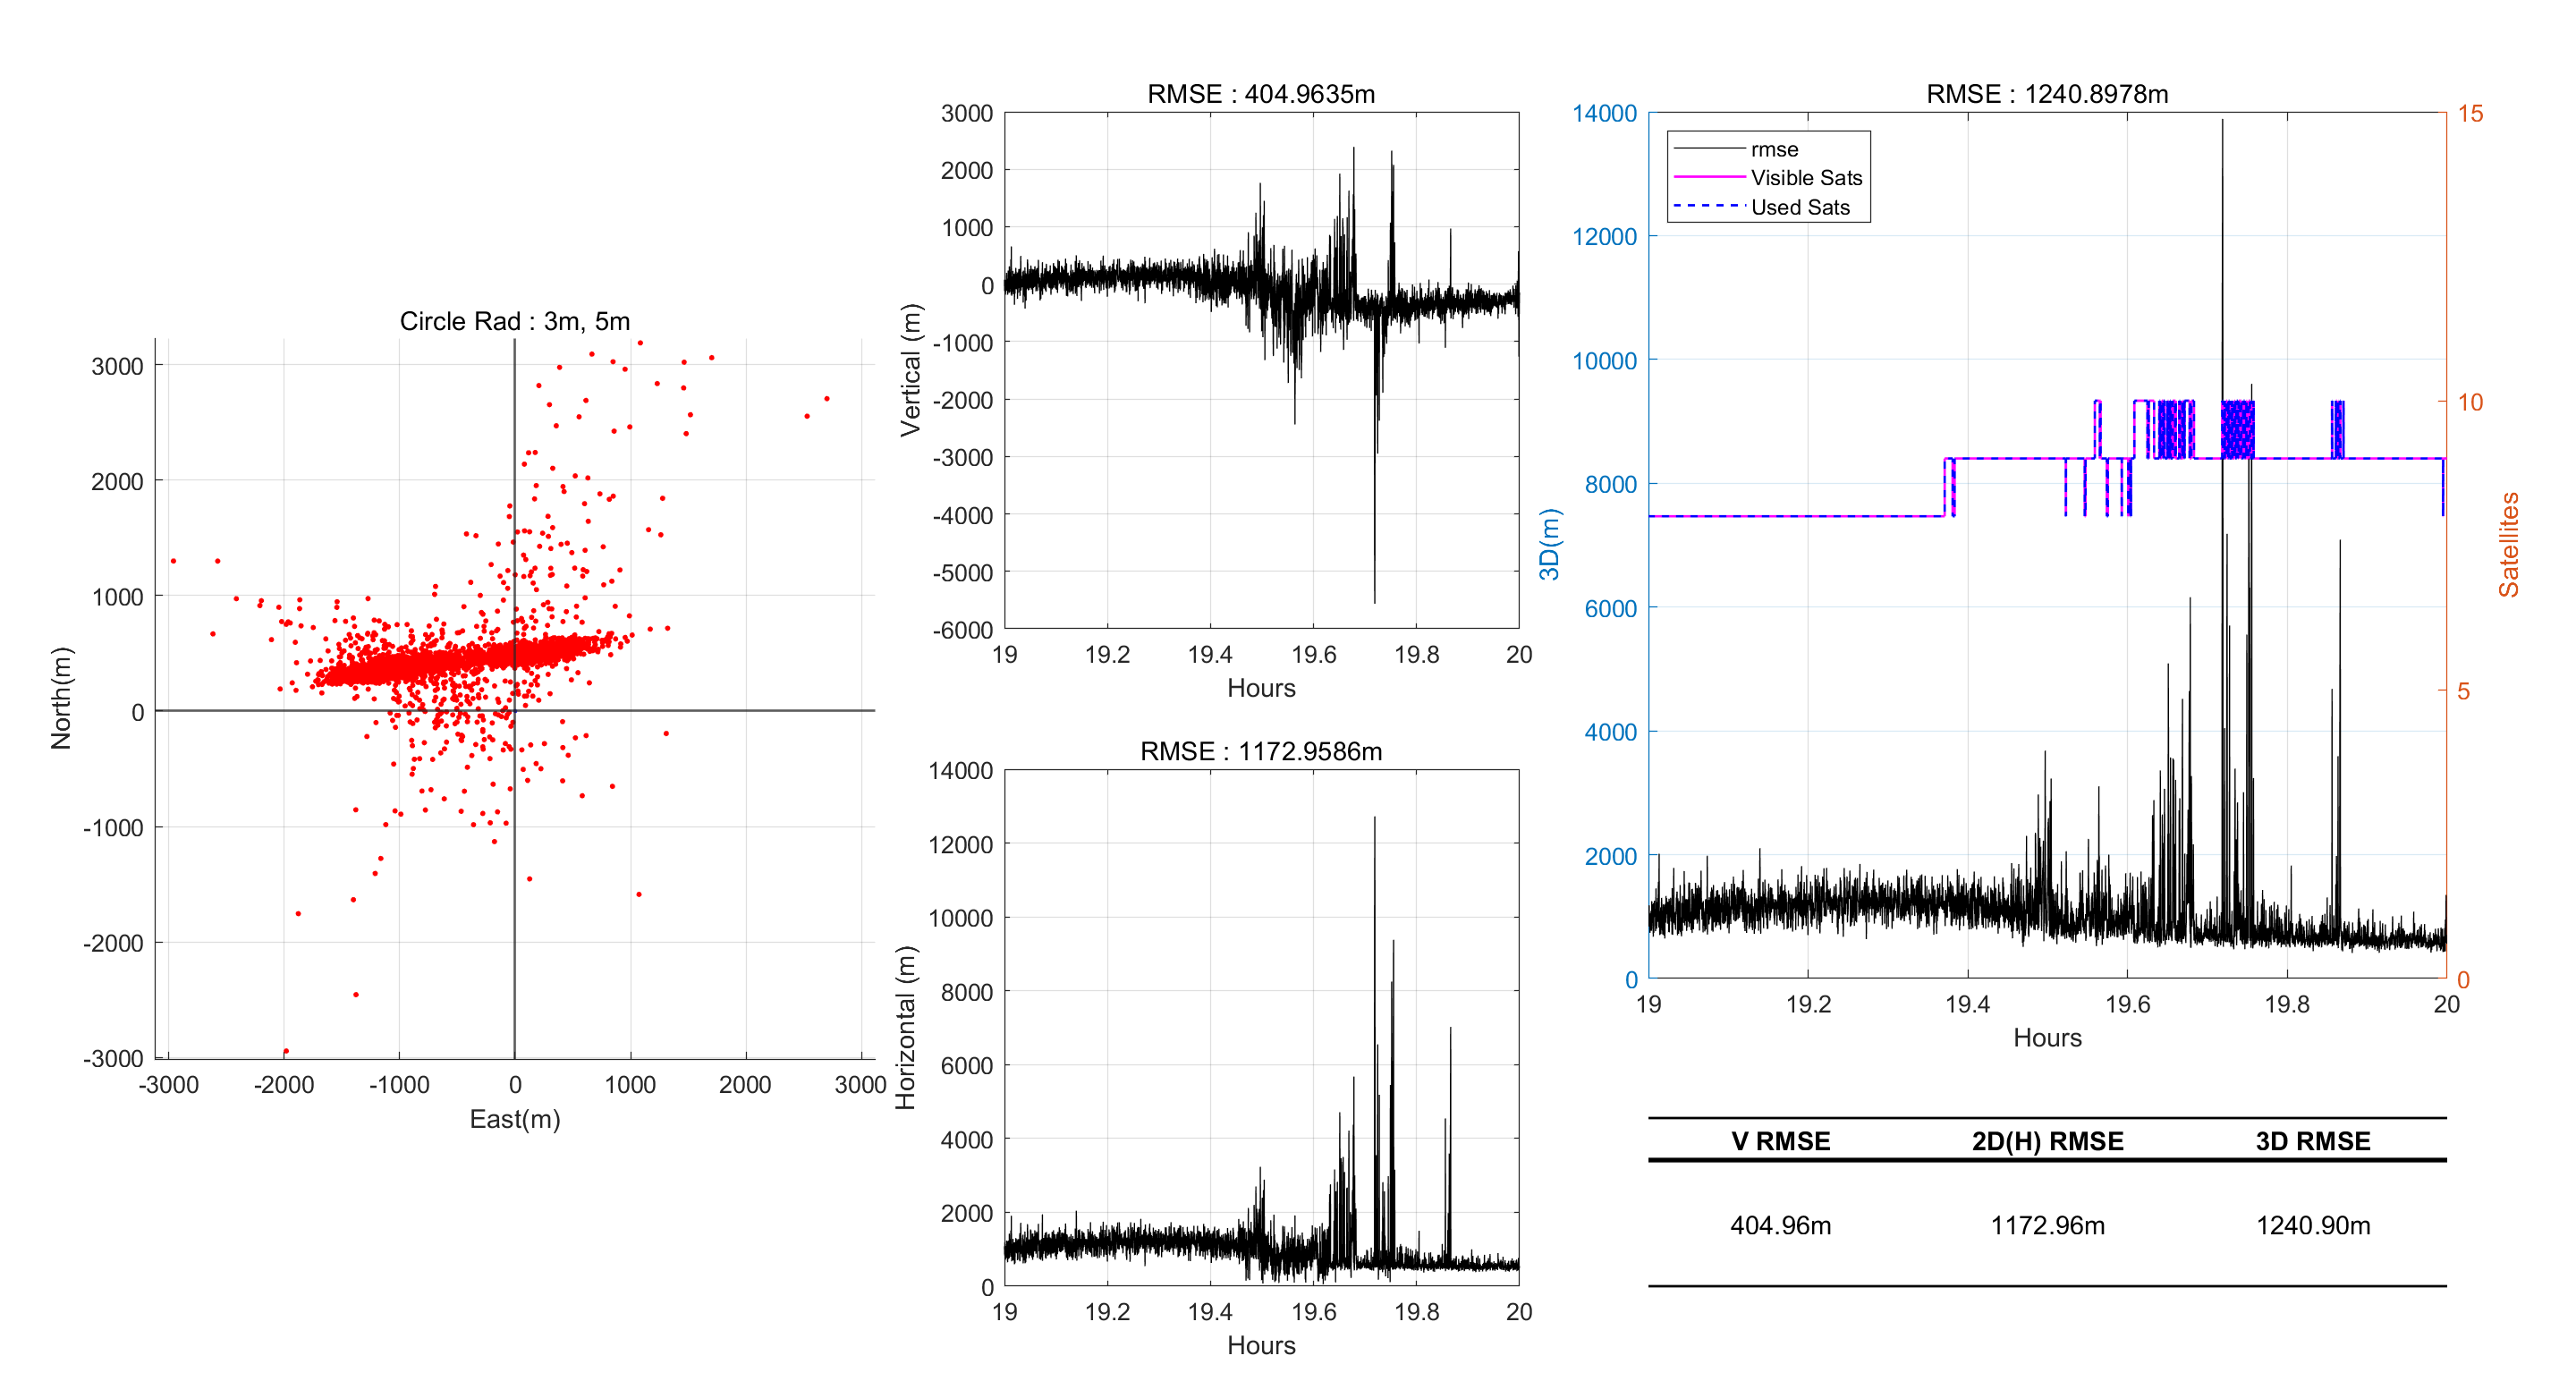 Circle Rad : 3m, 5m
3000
2000
1000
0
-1000
-2000
-3000
North(m)
-3000 -2000 -1000 0 1000 2000 3000
East(m)
RMSE : 404.9635m
3000
2000
1000
0
-1000
-2000
-3000
-4000
-5000
-6000
Vertical (m)
19 19.2 19.4 19.6 19.8 20
Hours
RMSE : 1172.9586m
14000
12000
10000
8000
6000
4000
2000
0
Horizontal (m)
19 19.2 19.4 19.6 19.8 20
Hours
RMSE : 1240.8978m
14000
12000
10000
8000
6000
4000
2000
0
3D(m)
rmse
Visible Sats
Used Sats
15
10
5
0
Satellites
19 19.2 19.4 19.6 19.8 20
Hours
V RMSE 2D(H) RMSE 3D RMSE
404.96m 1172.96m 1240.90m